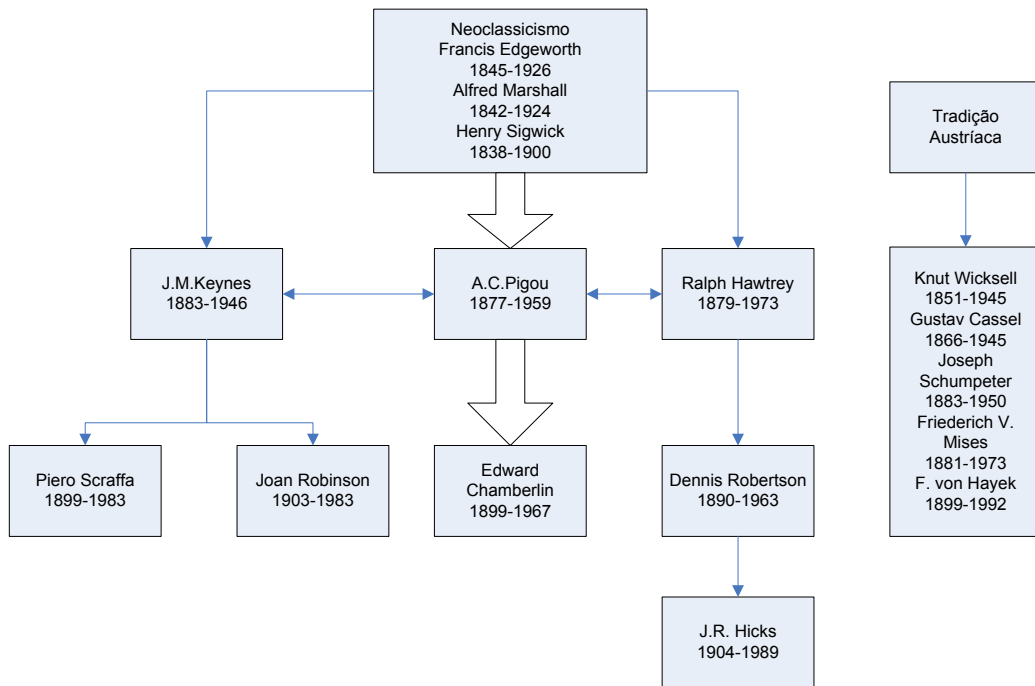 Neoclassicismo
Francis Edgeworth
1845-1926
Alfred Marshall
1842-1924
Henry Sigwick
1838-1900
Tradição
Austríaca
J.M.Keynes
1883-1946
A.C.Pigou
1877-1959
Ralph Hawtrey
1879-1973
Knut Wicksell
1851-1945
Gustav Cassel
1866-1945
Joseph
Schumpeter
1883-1950
Friederich V.
Mises
1881-1973
F. von Hayek
1899-1992
Piero Scraffa
1899-1983
Joan Robinson
1903-1983
Edward
Chamberlin
1899-1967
Dennis Robertson
1890-1963
J.R. Hicks
1904-1989